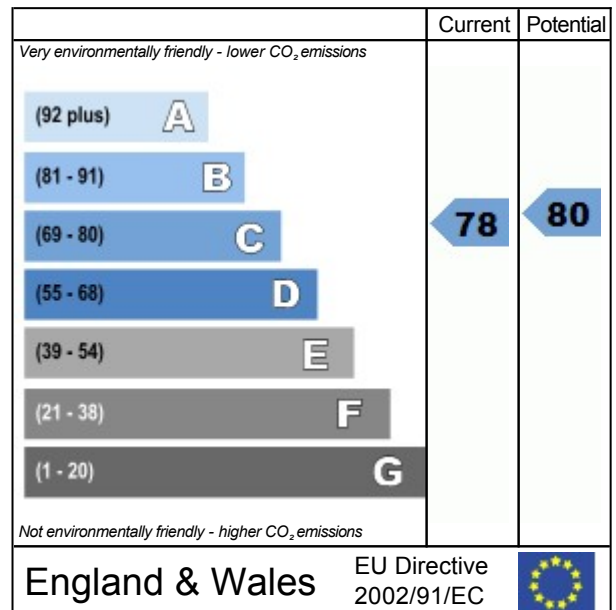 Current Potential
Very environmentally friendly - lower CO₂ emissions
(92 plus) A
(81 - 91) B
(69 - 80) C
78
80
(55 - 68) D
(39 - 54) E
(21 - 38) F
(1 - 20) G
Not environmentally friendly - higher CO₂ emissions
England & Wales
EU Directive
2002/91/EC